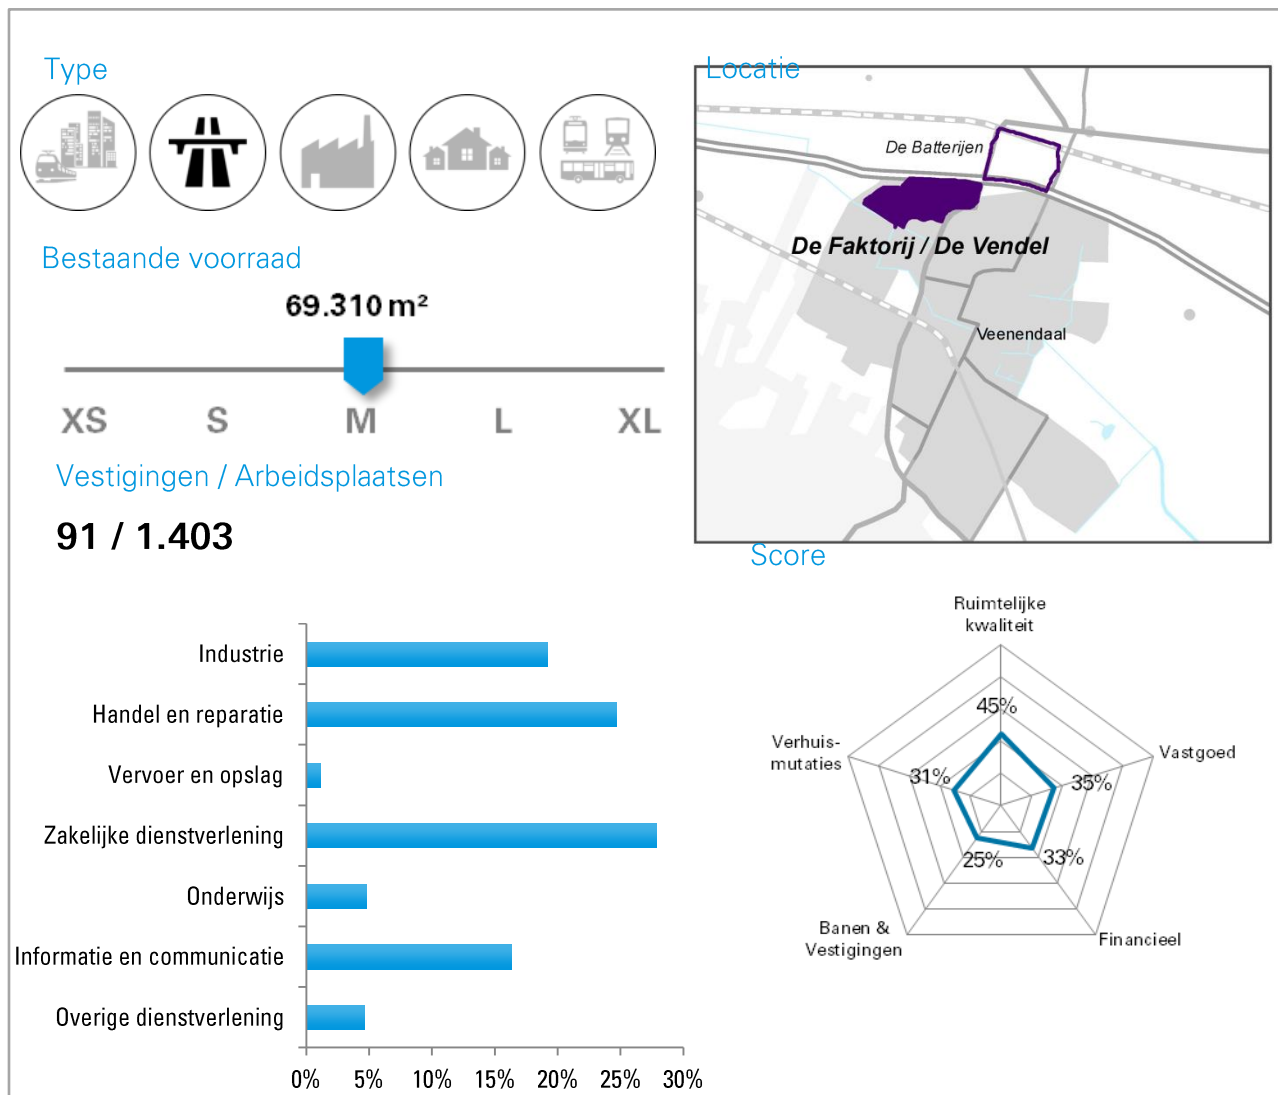 Type
Bestaande voorraad
69.310 m²
XS S M L XL
Vestigingen / Arbeidsplaatsen
91 / 1.403
Industrie
Handel en reparatie
Vervoer en opslag
Zakelijke dienstverlening
Onderwijs
Informatie en communicatie
Overige dienstverlening
0% 5% 10% 15% 20% 25% 30%
Locatie
De Batterijen
De Faktorij / De Vendel
Veenendaal
Score
Ruimtelijke
kwaliteit
45%
Verhuis-
mutaties
31%
Vastgoed
35%
25%
33%
Banen &
Vestigingen
Financieel